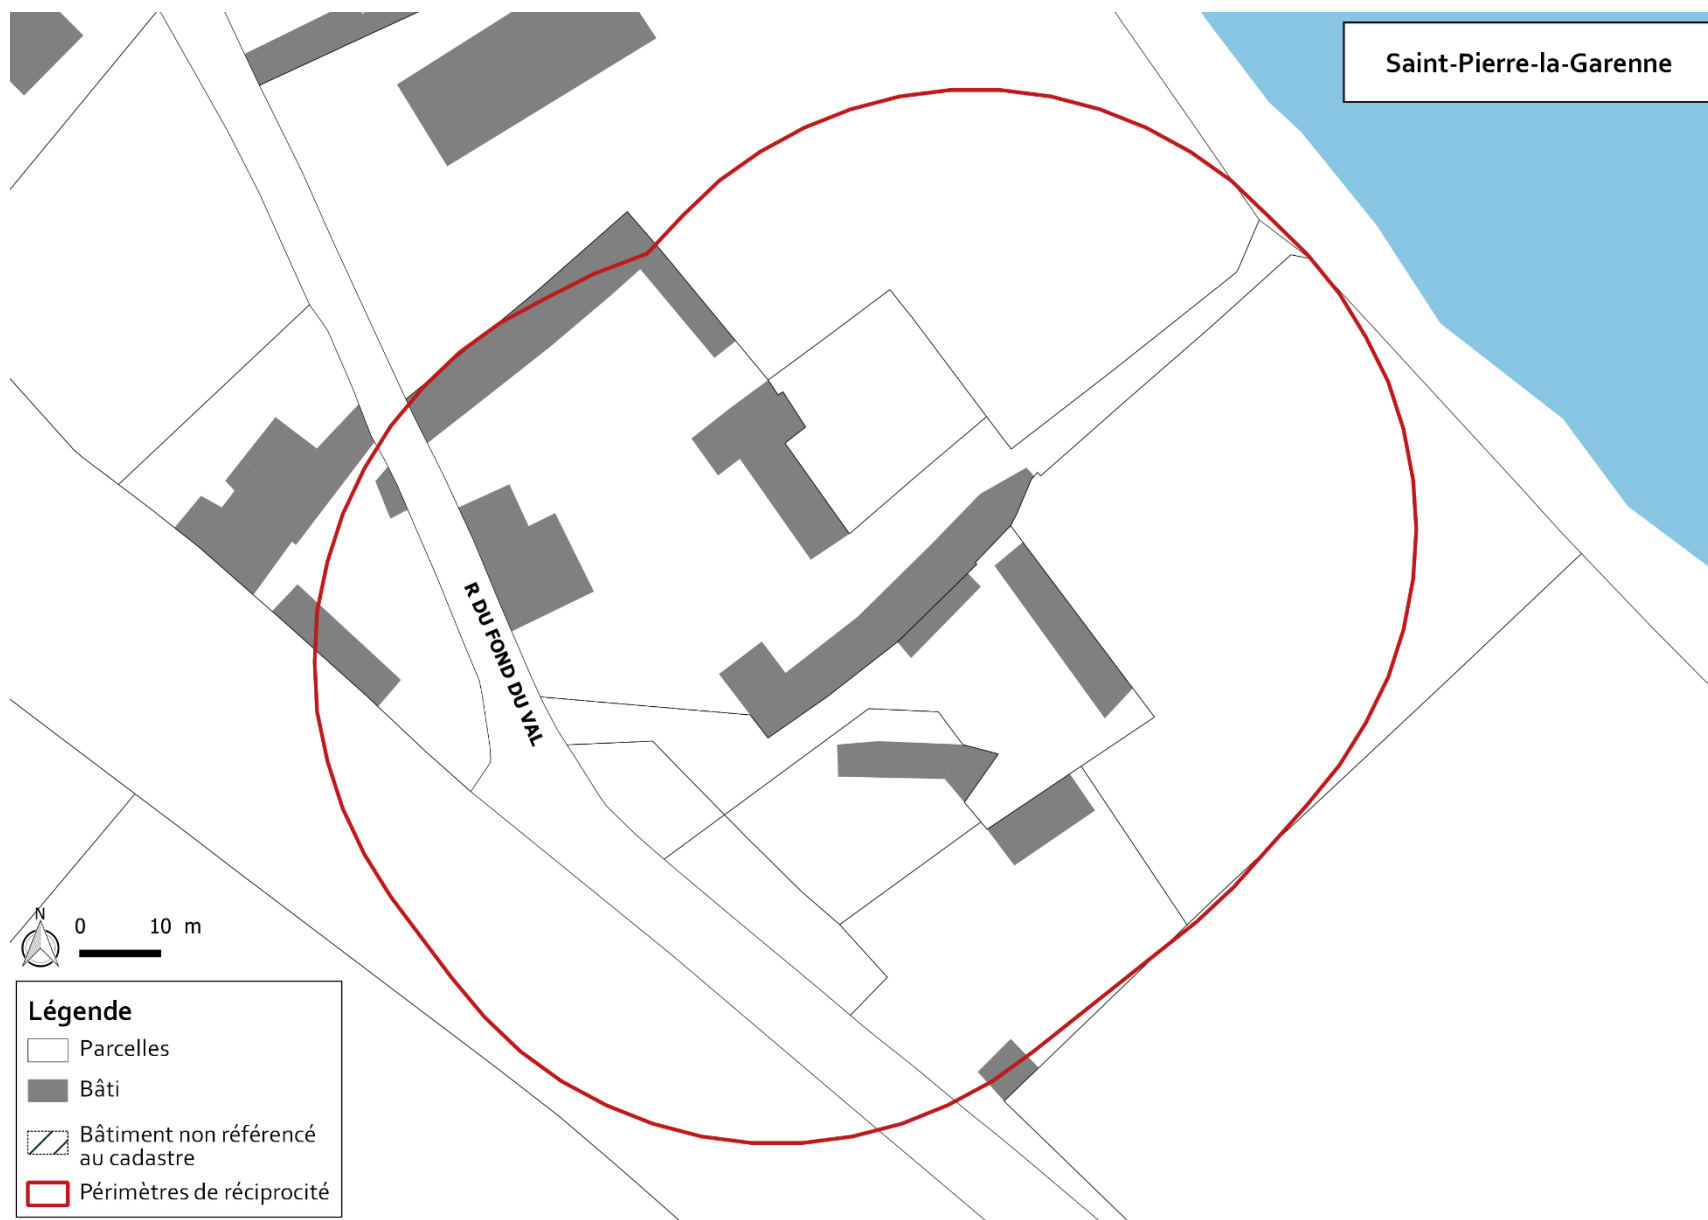 Saint-Pierre-la-Garenne
R DU FOND DU VAL
N
0 10 m
Légende
Parcelles
Bâti
Bâtiment non référencé
au cadastre
Périmètres de réciprocité